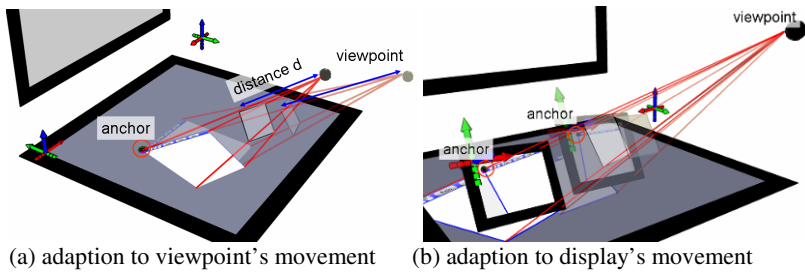 viewpoint
distance d
anchor
viewpoint
anchor
anchor
(a) adaption to viewpoint's movement
(b) adaption to display's movement